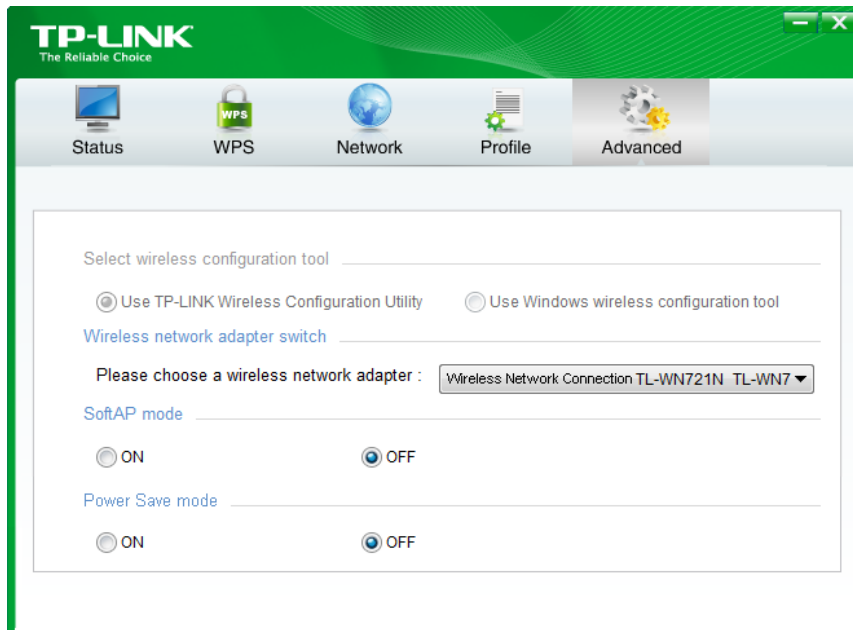 TP-LINK
The Reliable Choice
Status WPS Network Profile Advanced
WPS
Select wireless configuration tool
Use TP-LINK Wireless Configuration Utility Use Windows wireless configuration tool
Wireless network adapter switch
Please choose a wireless network adapter : Wireless Network Connection TL-WN721N TL-WN7
SoftAP mode
ON OFF
Power Save mode
ON OFF